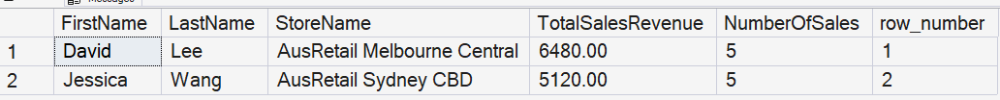 Messages
FirstName LastName StoreName TotalSalesRevenue NumberOfSales row_number
1 David Lee AusRetail Melbourne Central 6480.00 5 1
2 Jessica Wang AusRetail Sydney CBD 5120.00 5 2